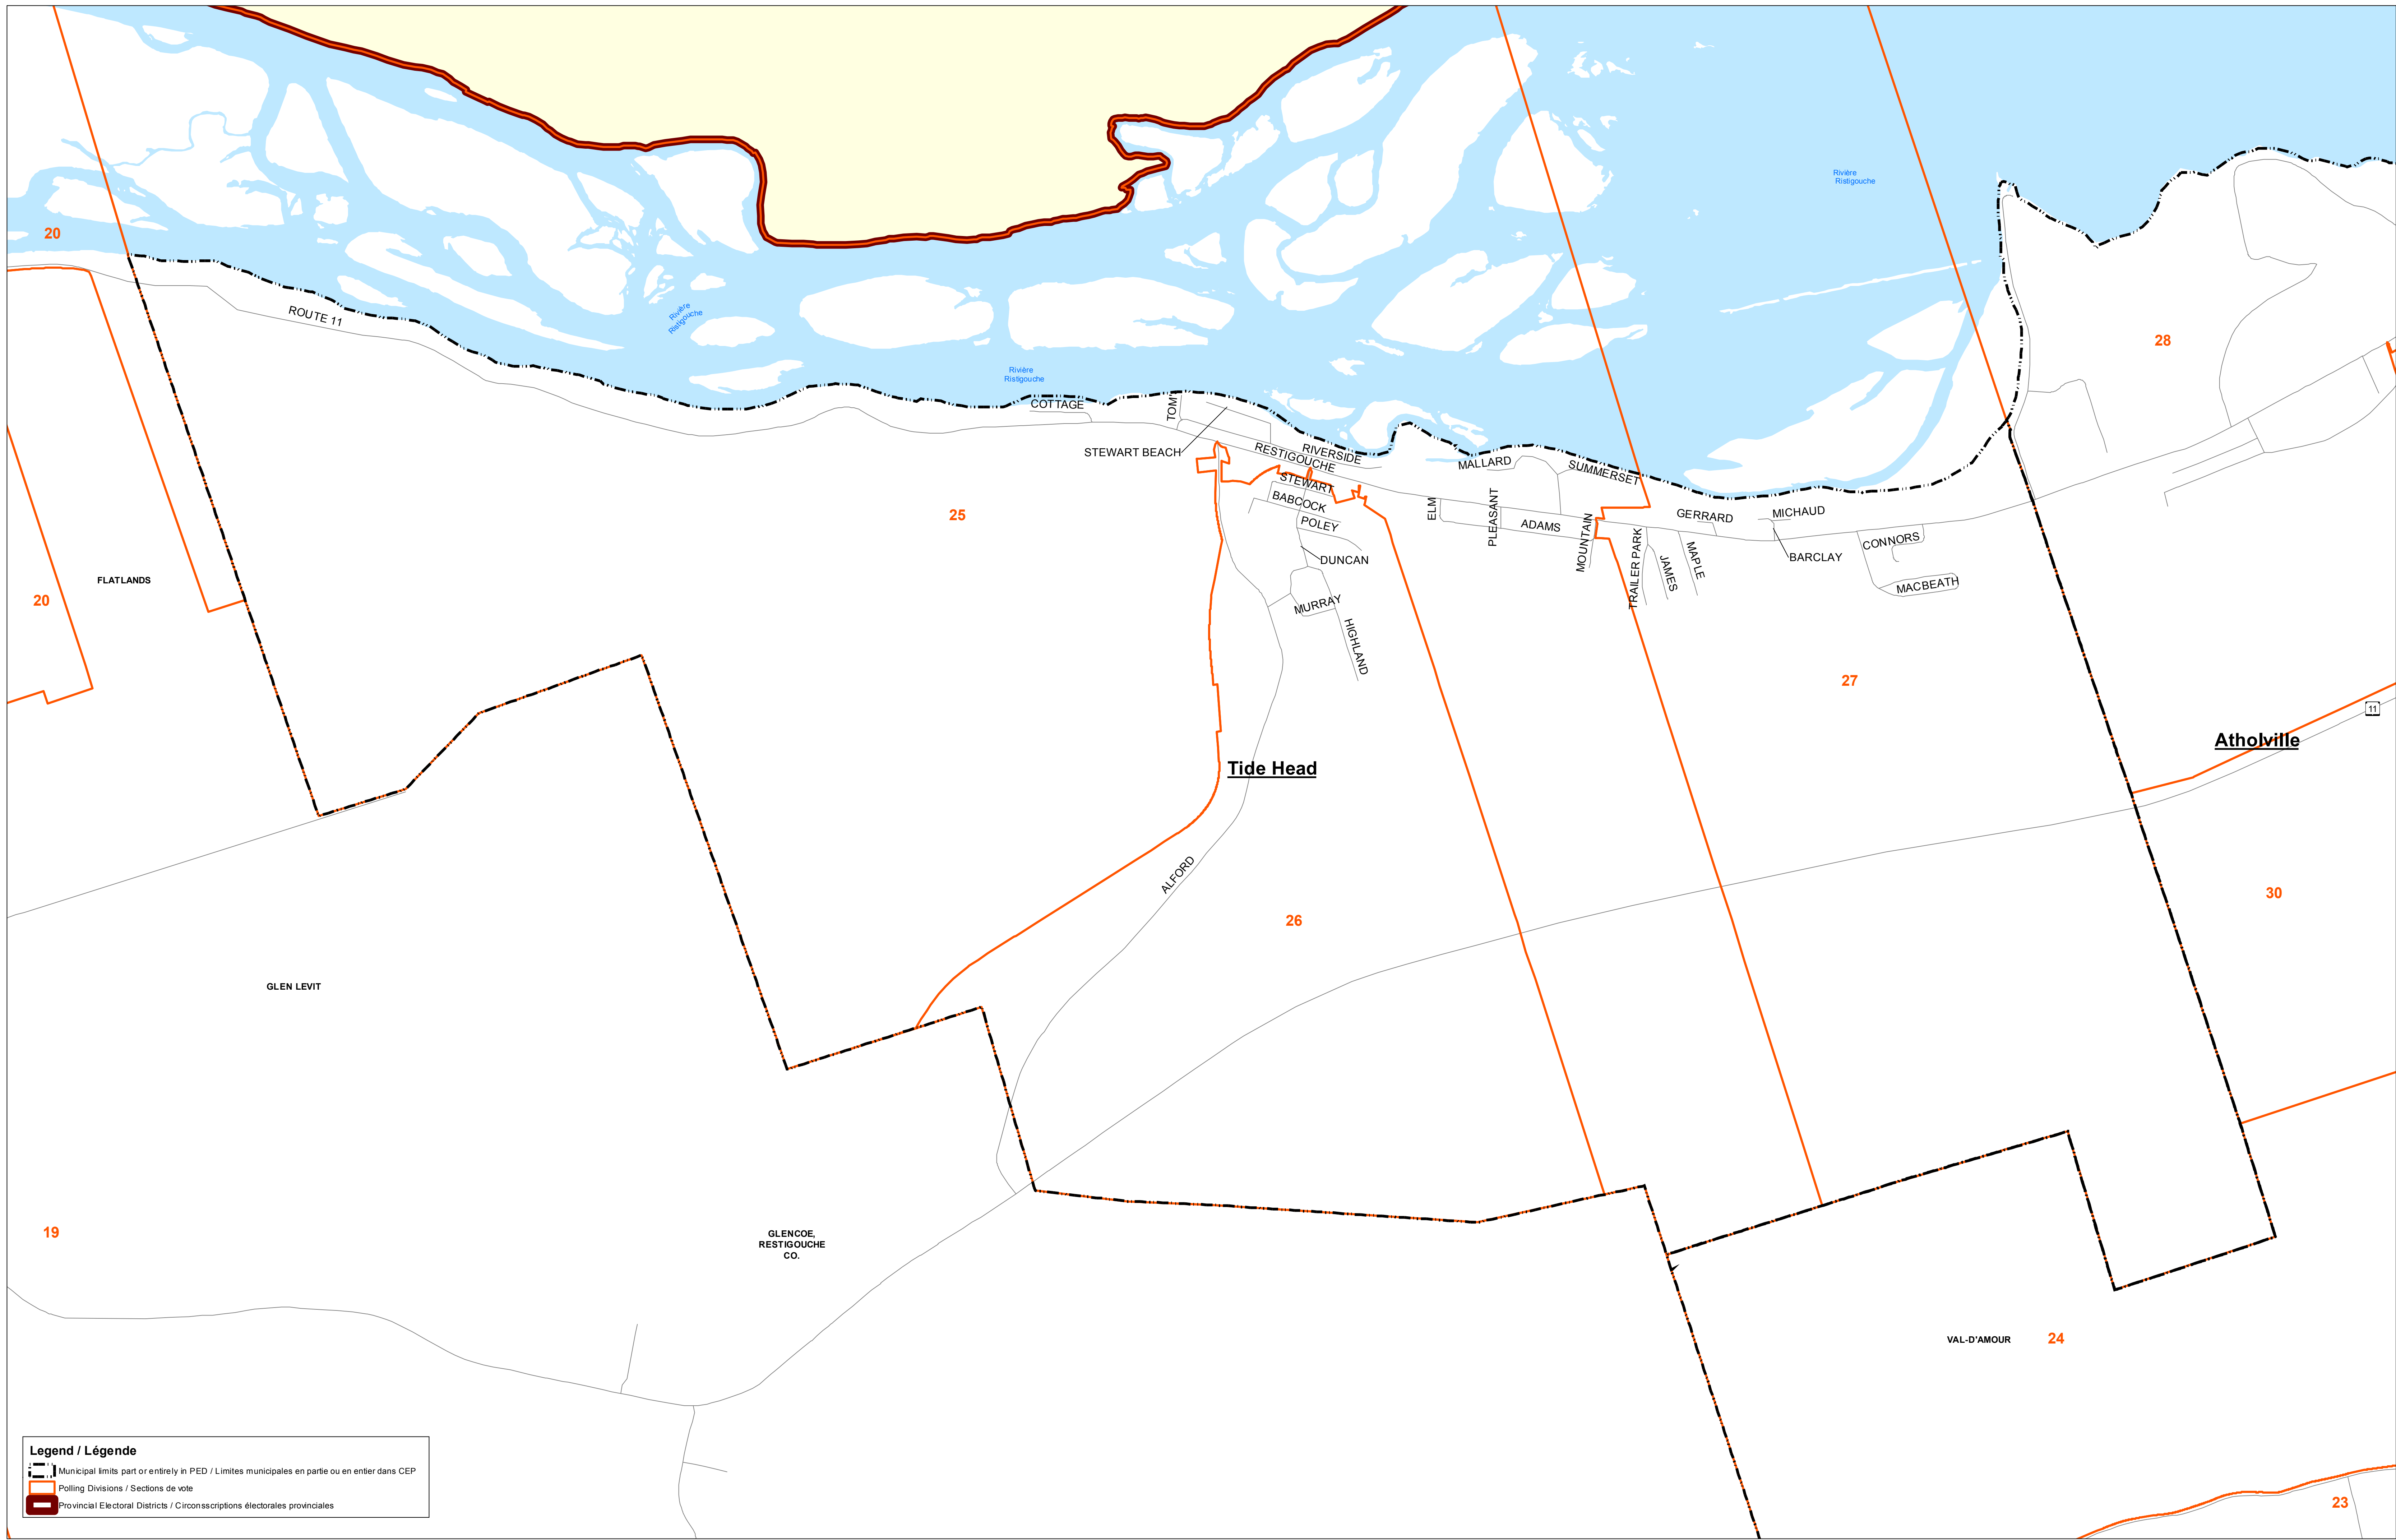 Rivière
Ristigouche
20
Rivière
Ristigouche
ROUTE 11
28
Rivière
Ristigouche
COTTAGE
TOM'
STEWART BEACH
RIVERSIDE
RESTIGOUCHE
MALLARD
SUMMERSET
STEWART
BABCOCK
POLEY
DUNCAN
ELM
PLEASANT
ADAMS
MOUNTAIN
GERRARD
MICHAUD
BARCLAY
CONNORS
MACBEATH
TRAILER PARK
JAMES
MAPLE
25
FLATLANDS
20
MURRAY
HIGHLAND
27
11
Atholville
Tide Head
ALFORD
30
26
GLEN LEVIT
19
GLENCOE,
RESTIGOUCHE
CO.
VAL-D'AMOUR
24
23
Legend / Légende
Municipal limits part or entirely in PED / Limites municipales en partie ou en entier dans CEP
Polling Divisions / Sections de vote
Provincial Electoral Districts / Circonsscriptions électorales provinciales